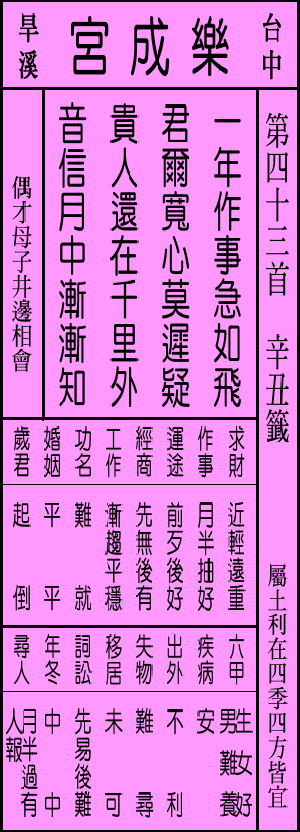 台中
樂成宮
旱溪
第四十三首 辛丑籤 屬土利在四季四方皆宜
一年作事急如飛
君爾寬心莫遲疑
貴人還在千里外
音信月中漸漸知
偶才母子井邊相會
求財 近輕遠重
作事 月半抽好
運途 前歹後好
經商 先無後有
工作 漸趨平穩
功名 難就
婚姻 平平
歲君 起倒
六甲 生女好男難養
疾病 安
出外 不利
失物 難尋
移居 未可
詞訟 先易後難
年冬 中中
尋人 月半過有人報